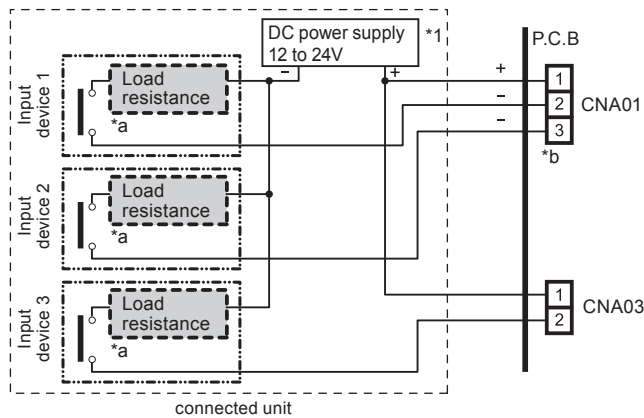 DC power supply
12 to 24V
*1
P.C.B
Input
device 1
Load
resistance
*a
–
+
+
–
–
1
2
3
CNA01
*b
Input
device 2
Load
resistance
*a
Input
device 3
Load
resistance
*a
1
2
CNA03
connected unit